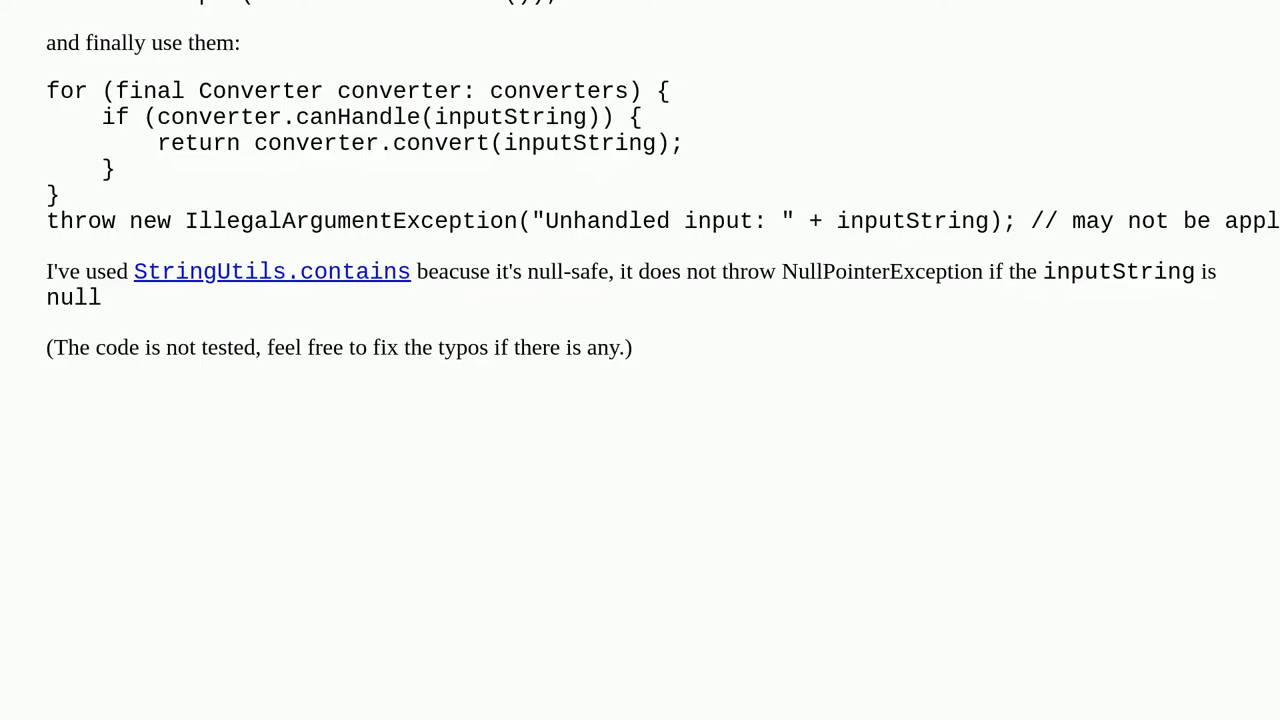 and finally use them:
for (final Converter converter: converters) {
    if (converter.canHandle(inputString)) {
        return converter.convert(inputString);
    }
}
throw new IllegalArgumentException("Unhandled input: " + inputString); // may not be appl
I've used StringUtils.contains beacuse it's null-safe, it does not throw NullPointerException if the inputString is
null
(The code is not tested, feel free to fix the typos if there is any.)